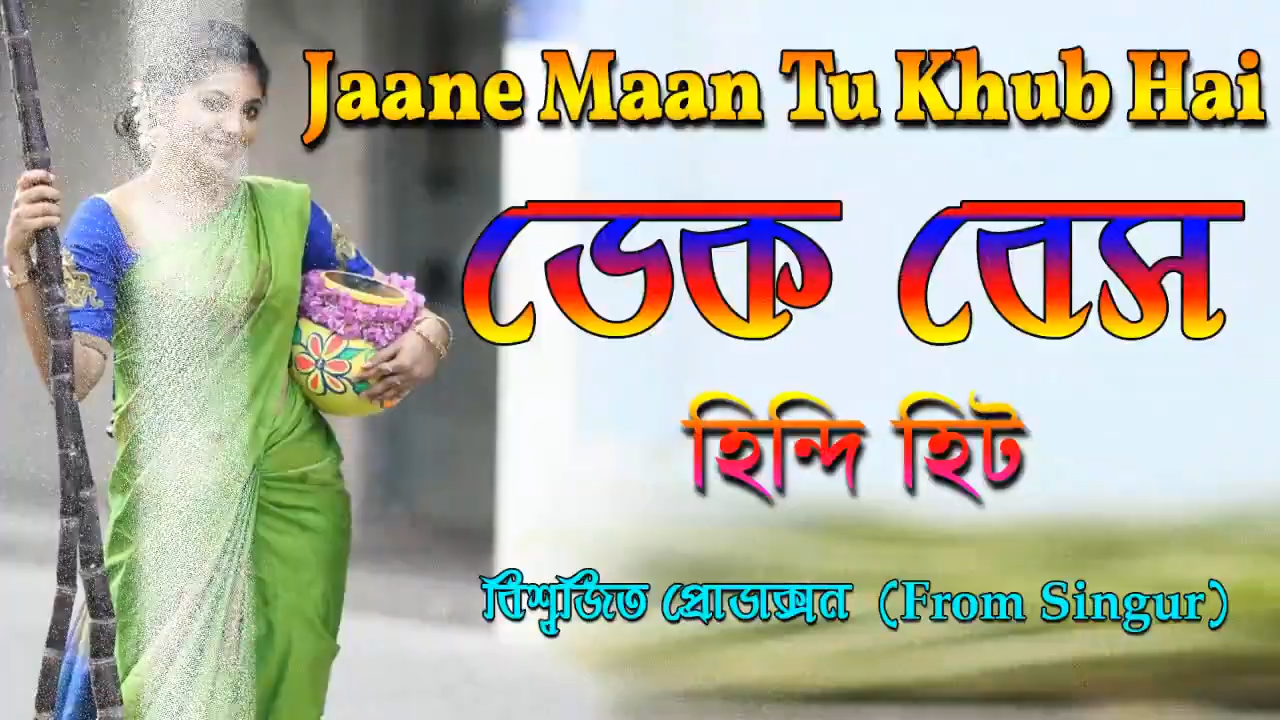 Jaane Maan Tu Khub Hai
ডেক বেস
হিন্দি হিট
বিশ্বজিত প্রোডাক্সন (From Singur)